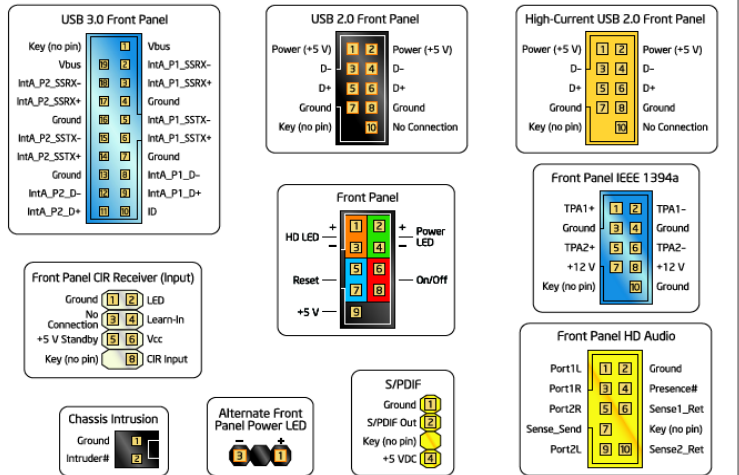 USB 3.0 Front Panel
Key (no pin) 1 Vbus
Vbus 19 2 IntA_P1_SSRX-
IntA_P2_SSRX- 18 3 IntA_P1_SSRX+
IntA_P2_SSRX+ 17 4 Ground
Ground 16 5 IntA_P1_SSTX-
IntA_P2_SSTX- 15 6 IntA_P1_SSTX+
IntA_P2_SSTX+ 14 7 Ground
Ground 13 8 IntA_P1_D-
IntA_P2_D- 12 9 IntA_P1_D+
IntA_P2_D+ 11 10 ID
USB 2.0 Front Panel
Power (+5 V) 1 2 Power (+5 V)
D- 3 4 D-
D+ 5 6 D+
Ground 7 8 Ground
Key (no pin) 10 No Connection
High-Current USB 2.0 Front Panel
Power (+5 V) 1 2 Power (+5 V)
D- 3 4 D-
D+ 5 6 D+
Ground 7 8 Ground
Key (no pin) 10 No Connection
Front Panel
HD LED + - 1 2 3 4 + - Power LED
Reset 5 6 7 8 On/Off
+5 V 9
Front Panel IEEE 1394a
TPA1+ 1 2 TPA1-
Ground 3 4 Ground
TPA2+ 5 6 TPA2-
+12 V 7 8 +12 V
Key (no pin) 10 Ground
Front Panel CIR Receiver (Input)
Ground 1 2 LED
No Connection 3 4 Learn-In
+5 V Standby 5 6 Vcc
Key (no pin) 8 CIR Input
Front Panel HD Audio
Port1L 1 2 Ground
Port1R 3 4 Presence#
Port2R 5 6 Sense1_Ret
Sense_Send 7 Key (no pin)
Port2L 9 10 Sense2_Ret
Chassis Intrusion
Ground 1
Intruder# 2
Alternate Front
Panel Power LED
- +
3 1
S/PDIF
Ground 1
S/PDIF Out 2
Key (no pin)
+5 VDC 4